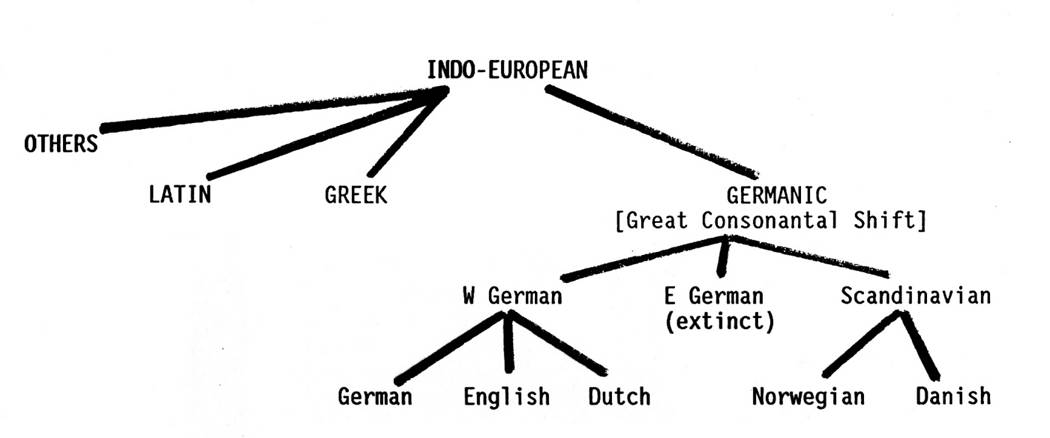 INDO-EUROPEAN
OTHERS
LATIN GREEK GERMANIC
[Great Consonantal Shift]
W German E German Scandinavian
(extinct)
German English Dutch Norwegian Danish